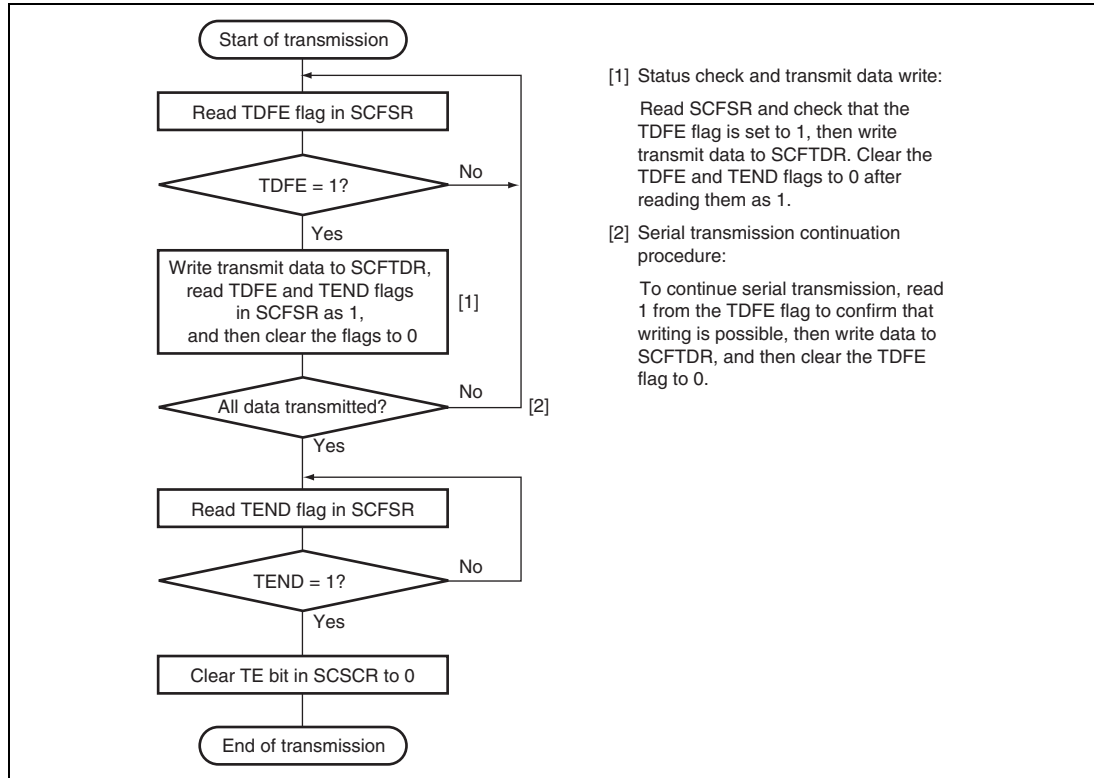 Start of transmission
Read TDFE flag in SCFSR
TDFE = 1?
No
Yes
Write transmit data to SCFTDR,
read TDFE and TEND flags
in SCFSR as 1,
and then clear the flags to 0
[1]
All data transmitted?
No
[2]
Yes
Read TEND flag in SCFSR
TEND = 1?
No
Yes
Clear TE bit in SCSCR to 0
End of transmission
[1] Status check and transmit data write:
Read SCFSR and check that the
TDFE flag is set to 1, then write
transmit data to SCFTDR. Clear the
TDFE and TEND flags to 0 after
reading them as 1.
[2] Serial transmission continuation
procedure:
To continue serial transmission, read
1 from the TDFE flag to confirm that
writing is possible, then write data to
SCFTDR, and then clear the TDFE
flag to 0.